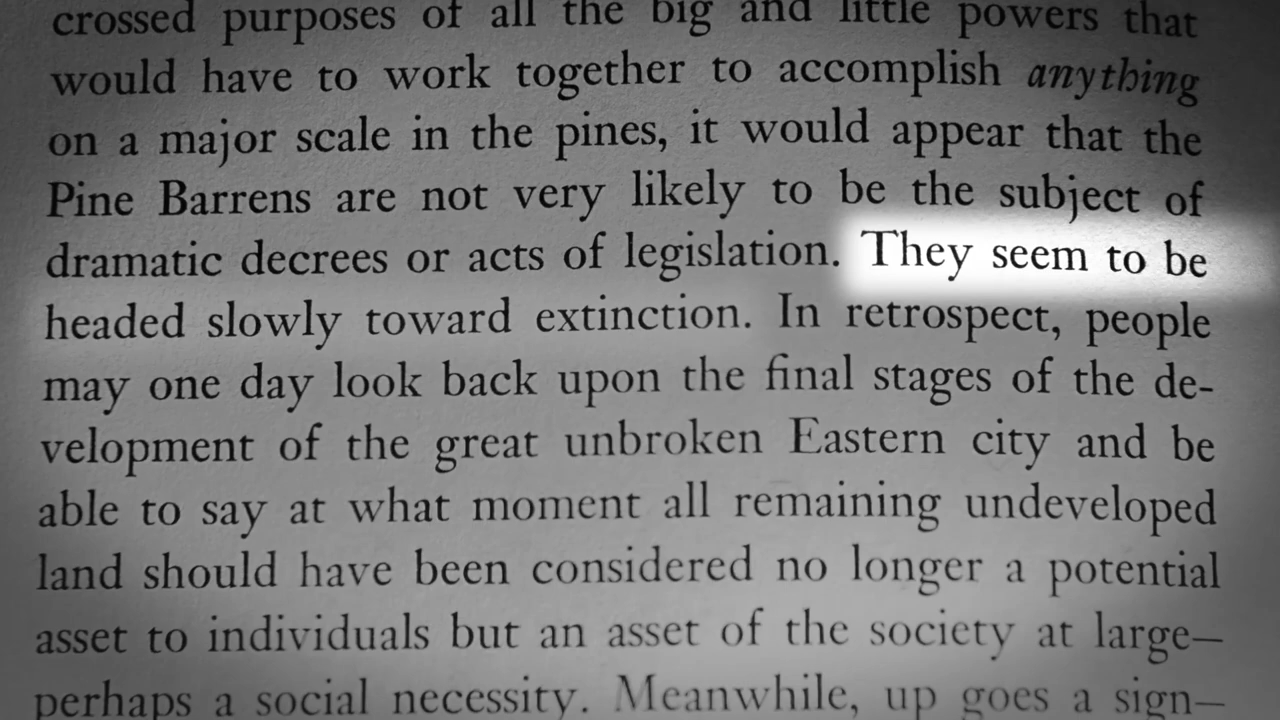 crossed purposes of all the big and little powers that
would have to work together to accomplish anything
on a major scale in the pines, it would appear that the
Pine Barrens are not very likely to be the subject of
dramatic decrees or acts of legislation. They seem to be
headed slowly toward extinction. In retrospect, people
may one day look back upon the final stages of the de-
velopment of the great unbroken Eastern city and be
able to say at what moment all remaining undeveloped
land should have been considered no longer a potential
asset to individuals but an asset of the society at large—
perhaps a social necessity. Meanwhile, up goes a sign—